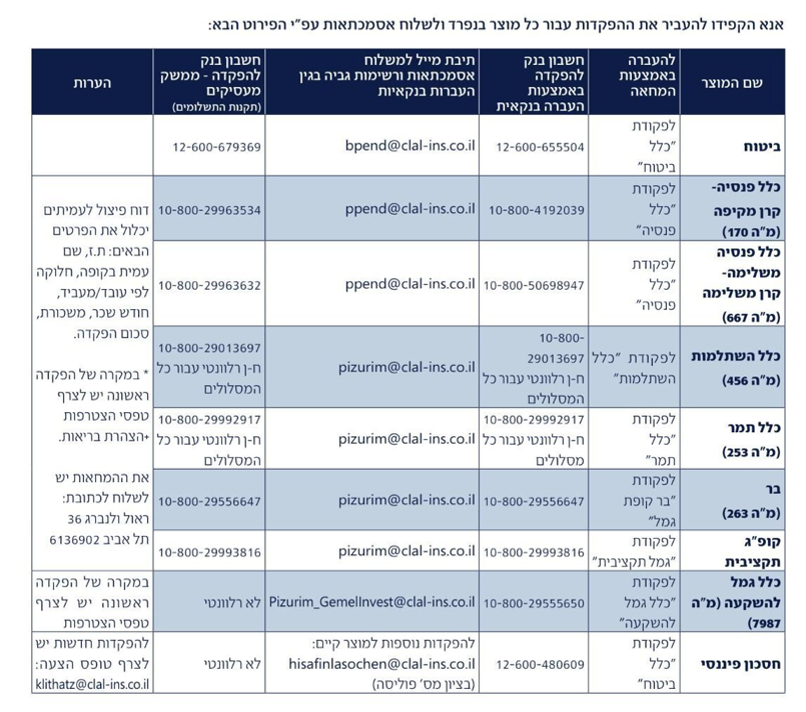 אנא הקפידו להעביר את ההפקדות עבור כל מוצר בנפרד ולשלוח אסמכתאות עפ"י הפירוט הבא:
שם המוצר
להעברה
באמצעות
המחאה
חשבון בנק
להפקדה
באמצעות
העברה בנקאית
תיבת מייל למשלוח
אסמכתאות ורשימות גביה בגין
העברות בנקאיות
חשבון בנק
להפקדה - ממשק
מעסיקים
(תקנות התשלומים)
הערות
ביטוח
לפקודת
"כלל
ביטוח"
12-600-655504
bpend@clal-ins.co.il
12-600-679369
כלל פנסיה-
קרן מקיפה
(מ"ה 170)
לפקודת
"כלל
פנסיה"
10-800-4192039
ppend@clal-ins.co.il
10-800-29963534
כלל פנסיה
משלימה-
קרן משלימה
(מ"ה 667)
לפקודת
"כלל
פנסיה"
10-800-50698947
ppend@clal-ins.co.il
10-800-29963632
כלל השתלמות
(מ"ה 456)
לפקודת "כלל
השתלמות"
10-800-
29013697
ח-ן רלוונטי עבור כל
המסלולים
pizurim@clal-ins.co.il
10-800-29013697
ח-ן רלוונטי עבור כל
המסלולים
כלל תמר
(מ"ה 253)
לפקודת
"כלל
תמר"
10-800-29992917
ח-ן רלוונטי עבור כל
מסלולים
pizurim@clal-ins.co.il
10-800-29992917
ח-ן רלוונטי עבור כל
המסלולים
בר
(מ"ה 263)
לפקודת
"בר קופת
גמל"
10-800-29556647
pizurim@clal-ins.co.il
10-800-29556647
קופ"ג
תקציבית
לפקודת
"גמל תקציבית"
10-800-29993816
pizurim@clal-ins.co.il
10-800-29993816
דוח פיצול לעמיתים
יכלול את הפרטים
הבאים: ת.ז, שם
עמית בקופה, חלוקה
לפי עובד/מעביד,
חודש שכר, משכורת,
סכום הפקדה.
* במקרה של הפקדה
ראשונה יש לצרף
טפסי הצטרפות
+הצהרת בריאות.
את ההמחאות יש
לשלוח לכתובת:
ראול ולנברג 36
תל אביב 6136902
כלל גמל
להשקעה (מ"ה
7987)
לפקודת
"כלל גמל
להשקעה"
10-800-29555650
Pizurim_GemelInvest@clal-ins.co.il
לא רלוונטי
במקרה של הפקדה
ראשונה יש לצרף
טפסי הצטרפות
חסכון פיננסי
לפקודת
"כלל
ביטוח"
12-600-480609
להפקדות נוספות למוצר קיים:
hisafinlasochen@clal-ins.co.il
(בציון מס' פוליסה)
לא רלוונטי
להפקדות חדשות יש
לצרף טופס הצעה:
klithatz@clal-ins.co.il